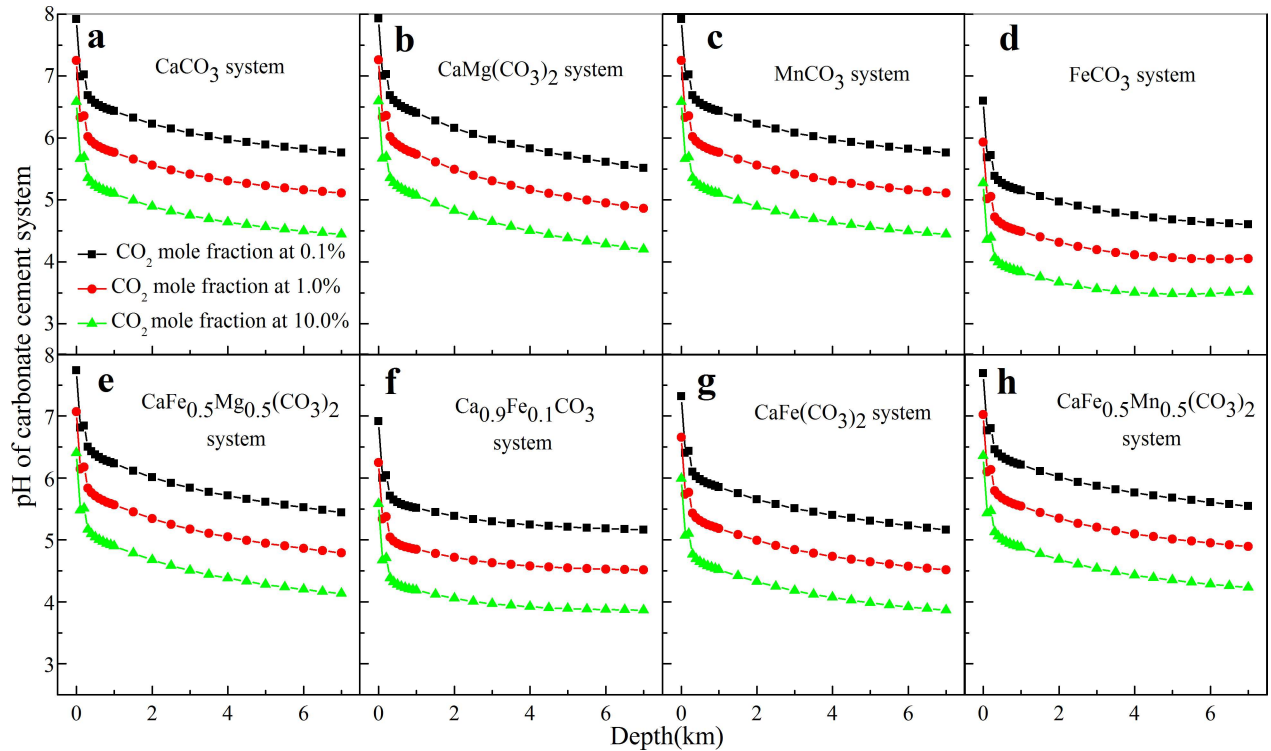 pH of carbonate cement system
8
7
6
5
4
3
a
CaCO3 system
CO2 mole fraction at 0.1%
CO2 mole fraction at 1.0%
CO2 mole fraction at 10.0%
b
CaMg(CO3)2 system
c
MnCO3 system
d
FeCO3 system
8
7
6
5
4
3
e
CaFe0.5Mg0.5(CO3)2
system
f
Ca0.9Fe0.1CO3
system
g
CaFe(CO3)2 system
h
CaFe0.5Mn0.5(CO3)2
system
0 2 4 6
0 2 4 6
0 2 4 6
0 2 4 6
Depth(km)